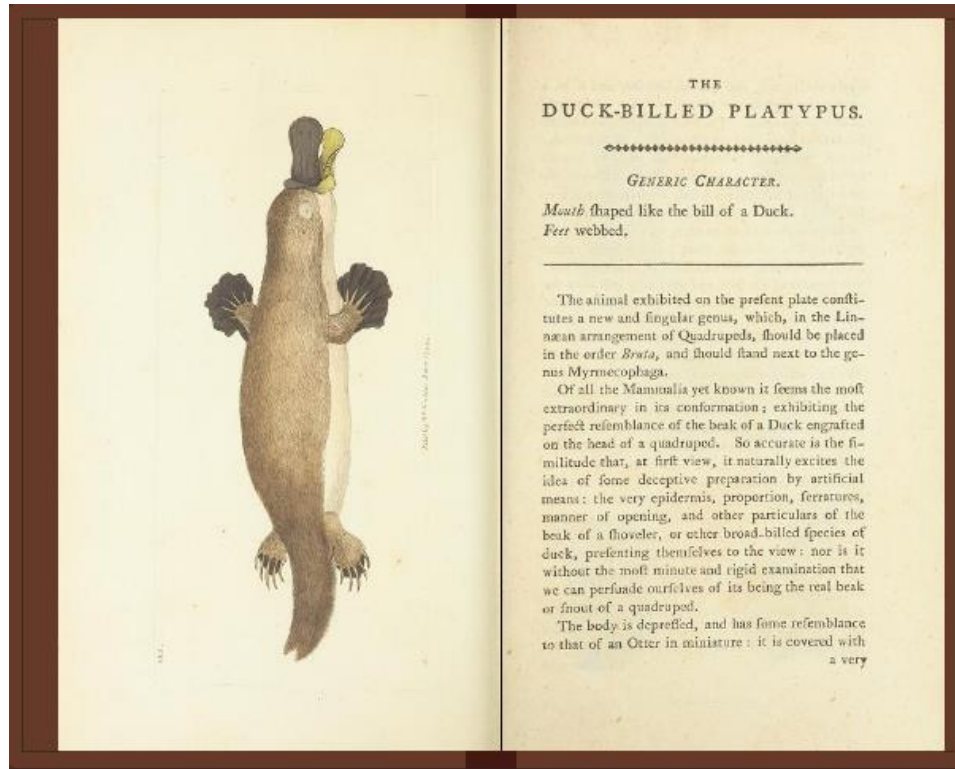 THE
DUCK-BILLED PLATYPUS.
GENERIC CHARACTER.
Mouth ſhaped like the bill of a Duck.
Feet webbed.
The animal exhibited on the preſent plate conſti-
tutes a new and ſingular genus, which, in the Lin-
næan arrangement of Quadrupeds, ſhould be placed
in the order Bruta, and ſhould ſtand next to the ge-
nus Myrmecophaga.
Of all the Mammalia yet known it ſeems the moſt
extraordinary in its conformation; exhibiting the
perfect reſemblance of the beak of a Duck engrafted
on the head of a quadruped. So accurate is the ſi-
militude that, at firſt view, it naturally excites the
idea of ſome deceptive preparation by artificial
means: the very epidermis, proportion, ſerratures,
manner of opening, and other particulars of the
beak of a ſhoveler, or other broad-billed ſpecies of
duck, preſenting themſelves to the view: nor is it
without the moſt minute and rigid examination that
we can perſuade ourſelves of its being the real beak
or ſnout of a quadruped.
The body is depreſſed, and has ſome reſemblance
to that of an Otter in miniature: it is covered with
a very